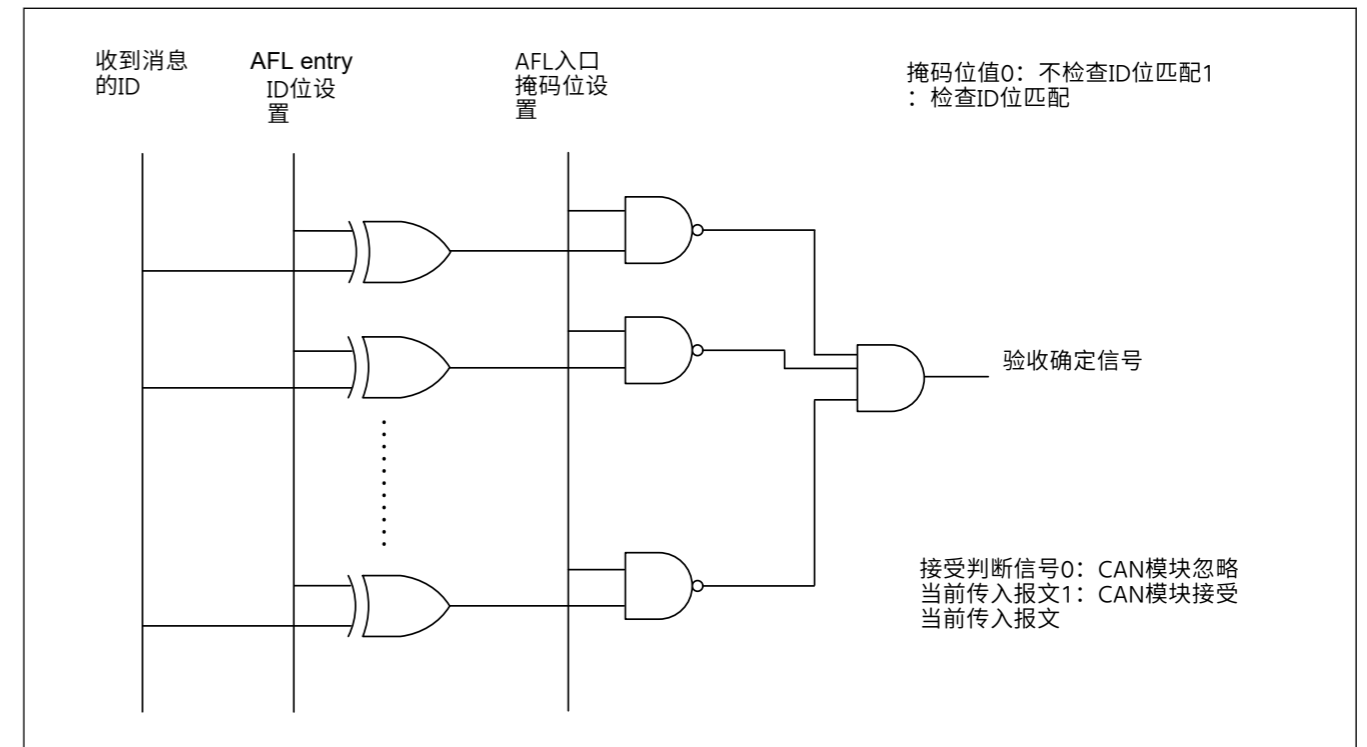 收到消息
的ID
AFL entry
ID位设
置
AFL入口
掩码位设
置
掩码位值0：不检查ID位匹配1
：检查ID位匹配
验收确定信号
接受判断信号0：CAN模块忽略
当前传入报文1：CAN模块接受
当前传入报文